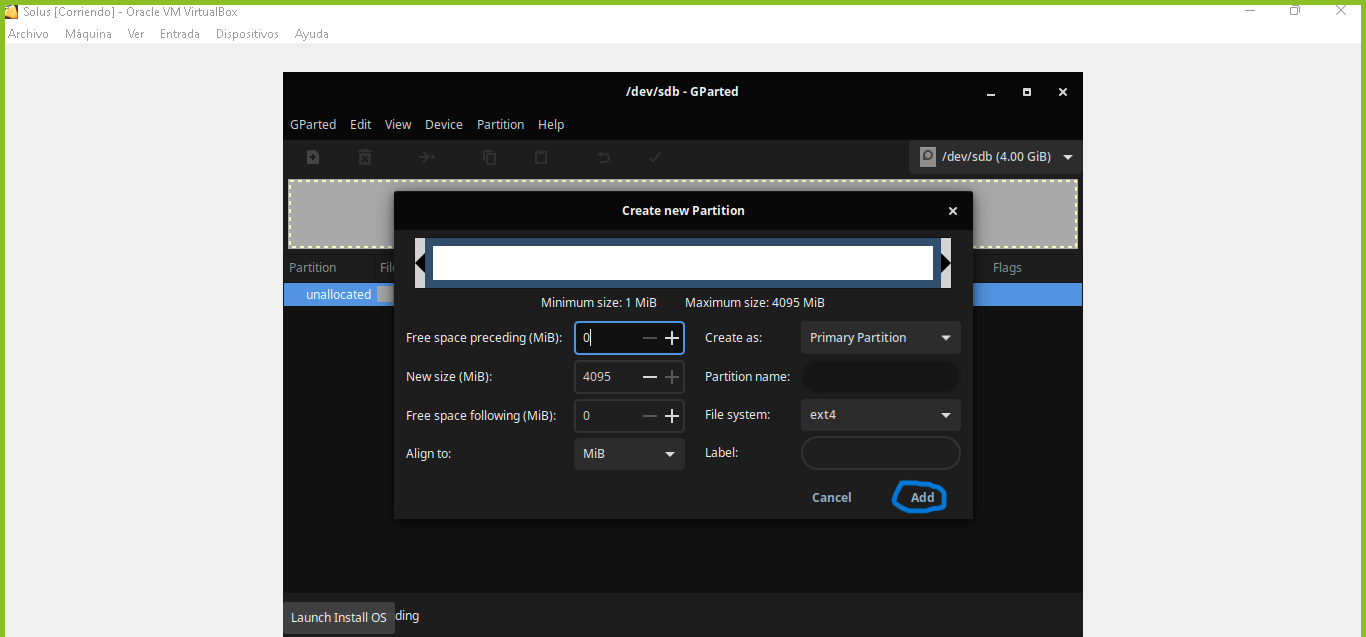 Solus [Corriendo] - Oracle VM VirtualBox
Archivo Máquina Ver Entrada Dispositivos Ayuda
/dev/sdb - GParted
GParted Edit View Device Partition Help
/dev/sdb (4.00 GiB)
Create new Partition
Partition File Flags
unallocated
Minimum size: 1 MiB Maximum size: 4095 MiB
Free space preceding (MiB): 0 Create as: Primary Partition
New size (MiB): 4095 Partition name:
Free space following (MiB): 0 File system: ext4
Align to: MiB Label:
Cancel Add
Launch Install OS ding